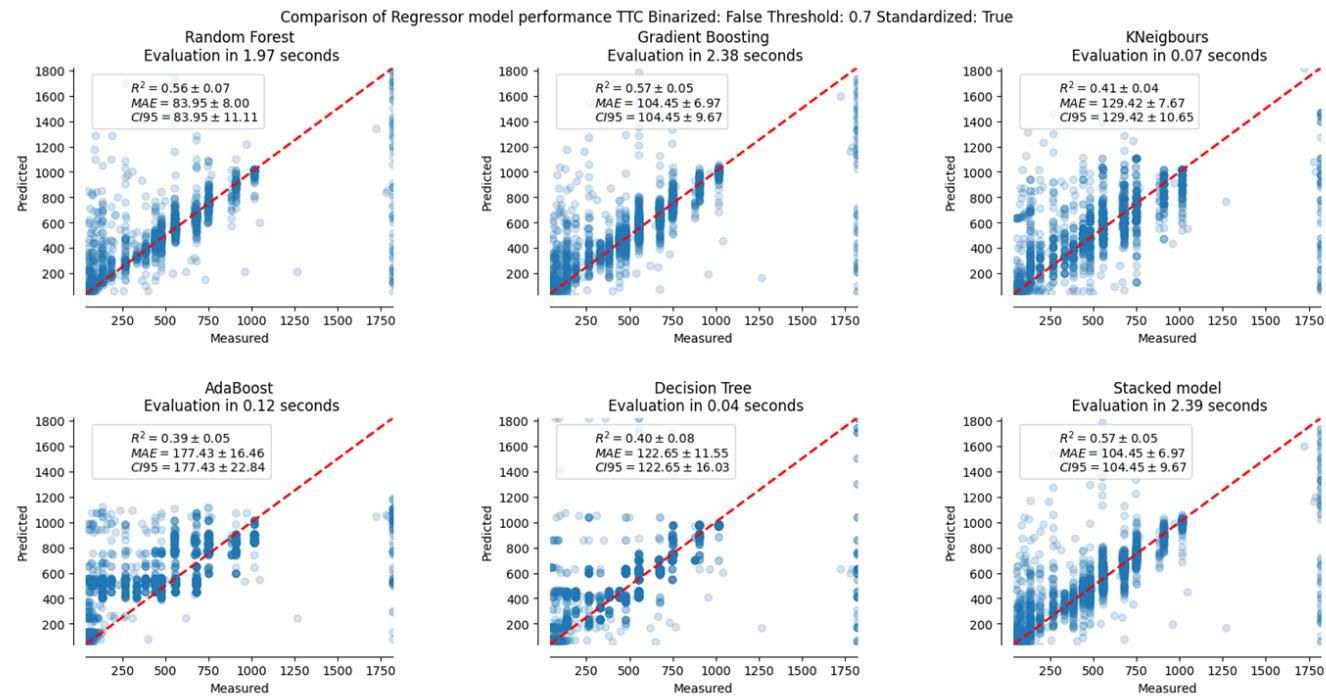 Comparison of Regressor model performance TTC Binarized: False Threshold: 0.7 Standardized: True
Random Forest
Evaluation in 1.97 seconds
R² = 0.56 ± 0.07
MAE = 83.95 ± 8.00
CI95 = 83.95 ± 11.11
1800
1600
1400
1200
1000
800
600
400
200
Predicted
250 500 750 1000 1250 1500 1750
Measured
Gradient Boosting
Evaluation in 2.38 seconds
R² = 0.57 ± 0.05
MAE = 104.45 ± 6.97
CI95 = 104.45 ± 9.67
1800
1600
1400
1200
1000
800
600
400
200
Predicted
250 500 750 1000 1250 1500 1750
Measured
KNeigbours
Evaluation in 0.07 seconds
R² = 0.41 ± 0.04
MAE = 129.42 ± 7.67
CI95 = 129.42 ± 10.65
1800
1600
1400
1200
1000
800
600
400
200
Predicted
250 500 750 1000 1250 1500 1750
Measured
AdaBoost
Evaluation in 0.12 seconds
R² = 0.39 ± 0.05
MAE = 177.43 ± 16.46
CI95 = 177.43 ± 22.84
1800
1600
1400
1200
1000
800
600
400
200
Predicted
250 500 750 1000 1250 1500 1750
Measured
Decision Tree
Evaluation in 0.04 seconds
R² = 0.40 ± 0.08
MAE = 122.65 ± 11.55
CI95 = 122.65 ± 16.03
1800
1600
1400
1200
1000
800
600
400
200
Predicted
250 500 750 1000 1250 1500 1750
Measured
Stacked model
Evaluation in 2.39 seconds
R² = 0.57 ± 0.05
MAE = 104.45 ± 6.97
CI95 = 104.45 ± 9.67
1800
1600
1400
1200
1000
800
600
400
200
Predicted
250 500 750 1000 1250 1500 1750
Measured